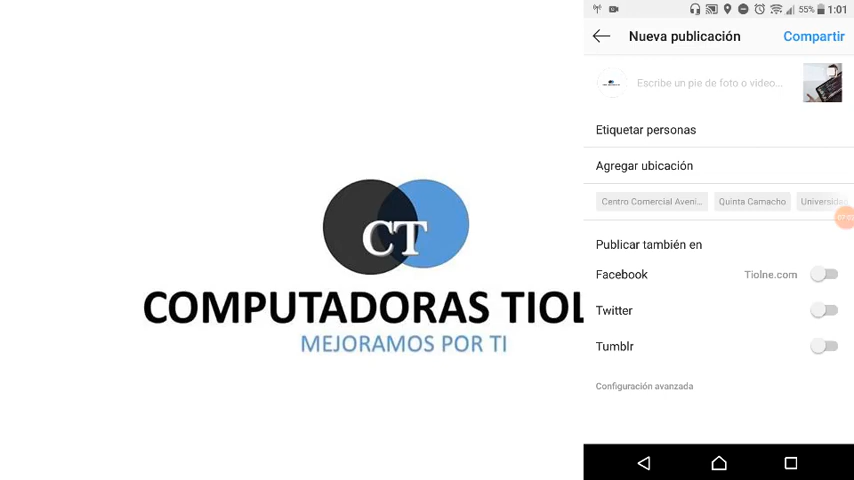 CT
COMPUTADORAS TIOL
MEJORAMOS POR TI
55% 1:01
Nueva publicación
Compartir
Escribe un pie de foto o video...
Etiquetar personas
Agregar ubicación
Centro Comercial Aveni...
Quinta Camacho
Universidad
Publicar también en
Facebook
Tiolne.com
Twitter
Tumblr
Configuración avanzada